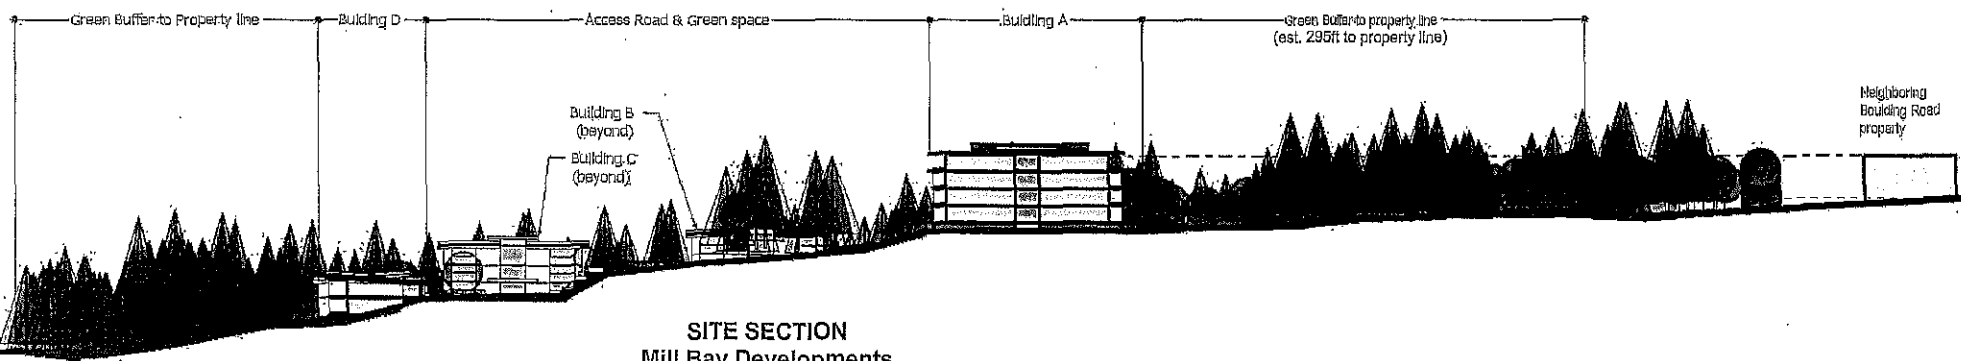 Green Buffer to Property line
Building D
Access Road & Green space
Building A
Green Buffer to property line
(est. 295ft to property line)
Building B
(beyond)
Building C
(beyond)
Neighboring
Boulding Road
property
SITE SECTION
Mill Bay Developments